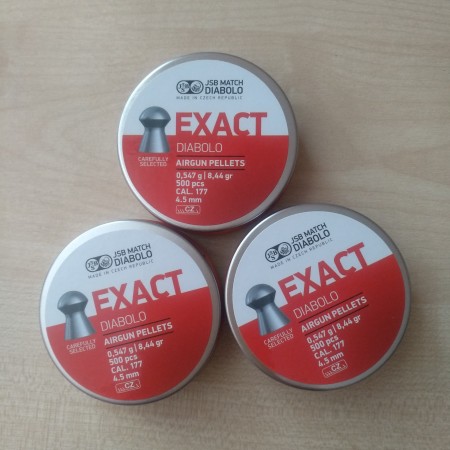 JSB MATCH
DIABOLO
MADE IN CZECH REPUBLIC
EXACT
DIABOLO
CAREFULLY
SELECTED
AIRGUN PELLETS
0,547 g | 8,44 gr
500 pcs
CAL. 177
4.5 mm
CZ
JSB MATCH
DIABOLO
MADE IN CZECH REPUBLIC
EXACT
DIABOLO
CAREFULLY
SELECTED
AIRGUN PELLETS
0,547 g | 8,44 gr
500 pcs
CAL. 177
4.5 mm
CZ
JSB MATCH
DIABOLO
MADE IN CZECH REPUBLIC
EXACT
DIABOLO
CAREFULLY
SELECTED
AIRGUN PELLETS
0,547 g | 8,44 gr
500 pcs
CAL. 177
4.5 mm
CZ